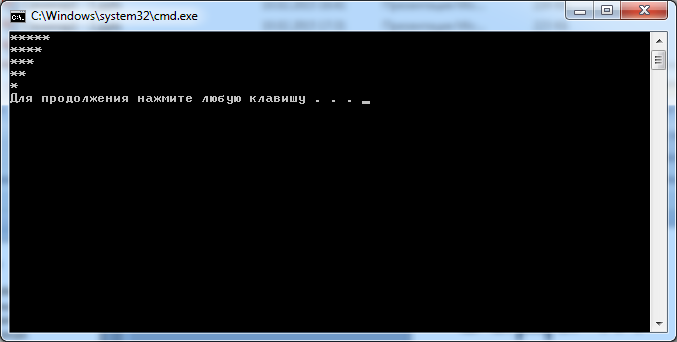 C:\Windows\system32\cmd.exe
*****
****
***
**
*
Для продолжения нажмите любую клавишу . . . _